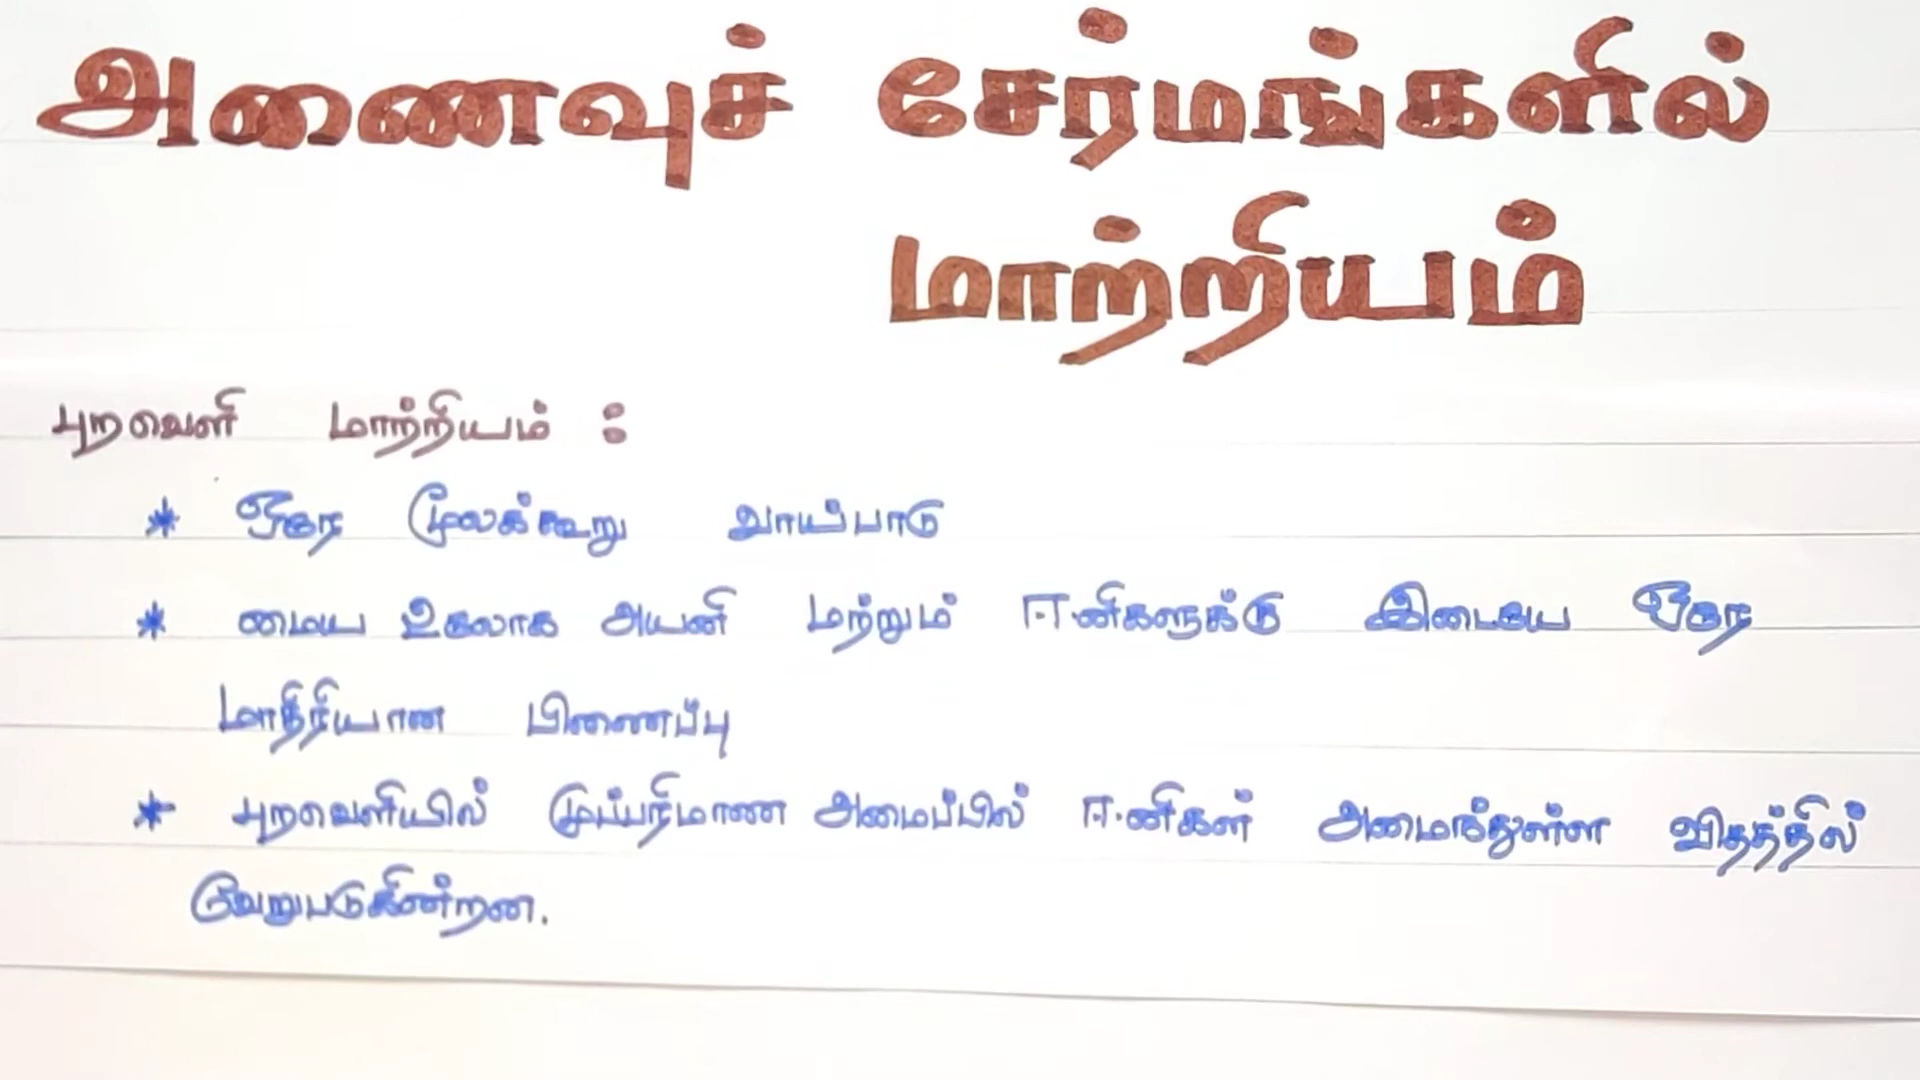 அணைவுச் சேர்மங்களில்
மாற்றியம்
புறவெளி மாற்றியம் :
* ஒரே மூலக்கூறு வாய்பாடு
* மைய உலோக அயனி மற்றும் ஈனிகளுக்கு இடையே ஒரே
மாதிரியான பிணைப்பு
* புறவெளியில் முப்பரிமாண அமைப்பில் ஈனிகள் அமைந்துள்ள விதத்தில்
வேறுபடுகின்றன.